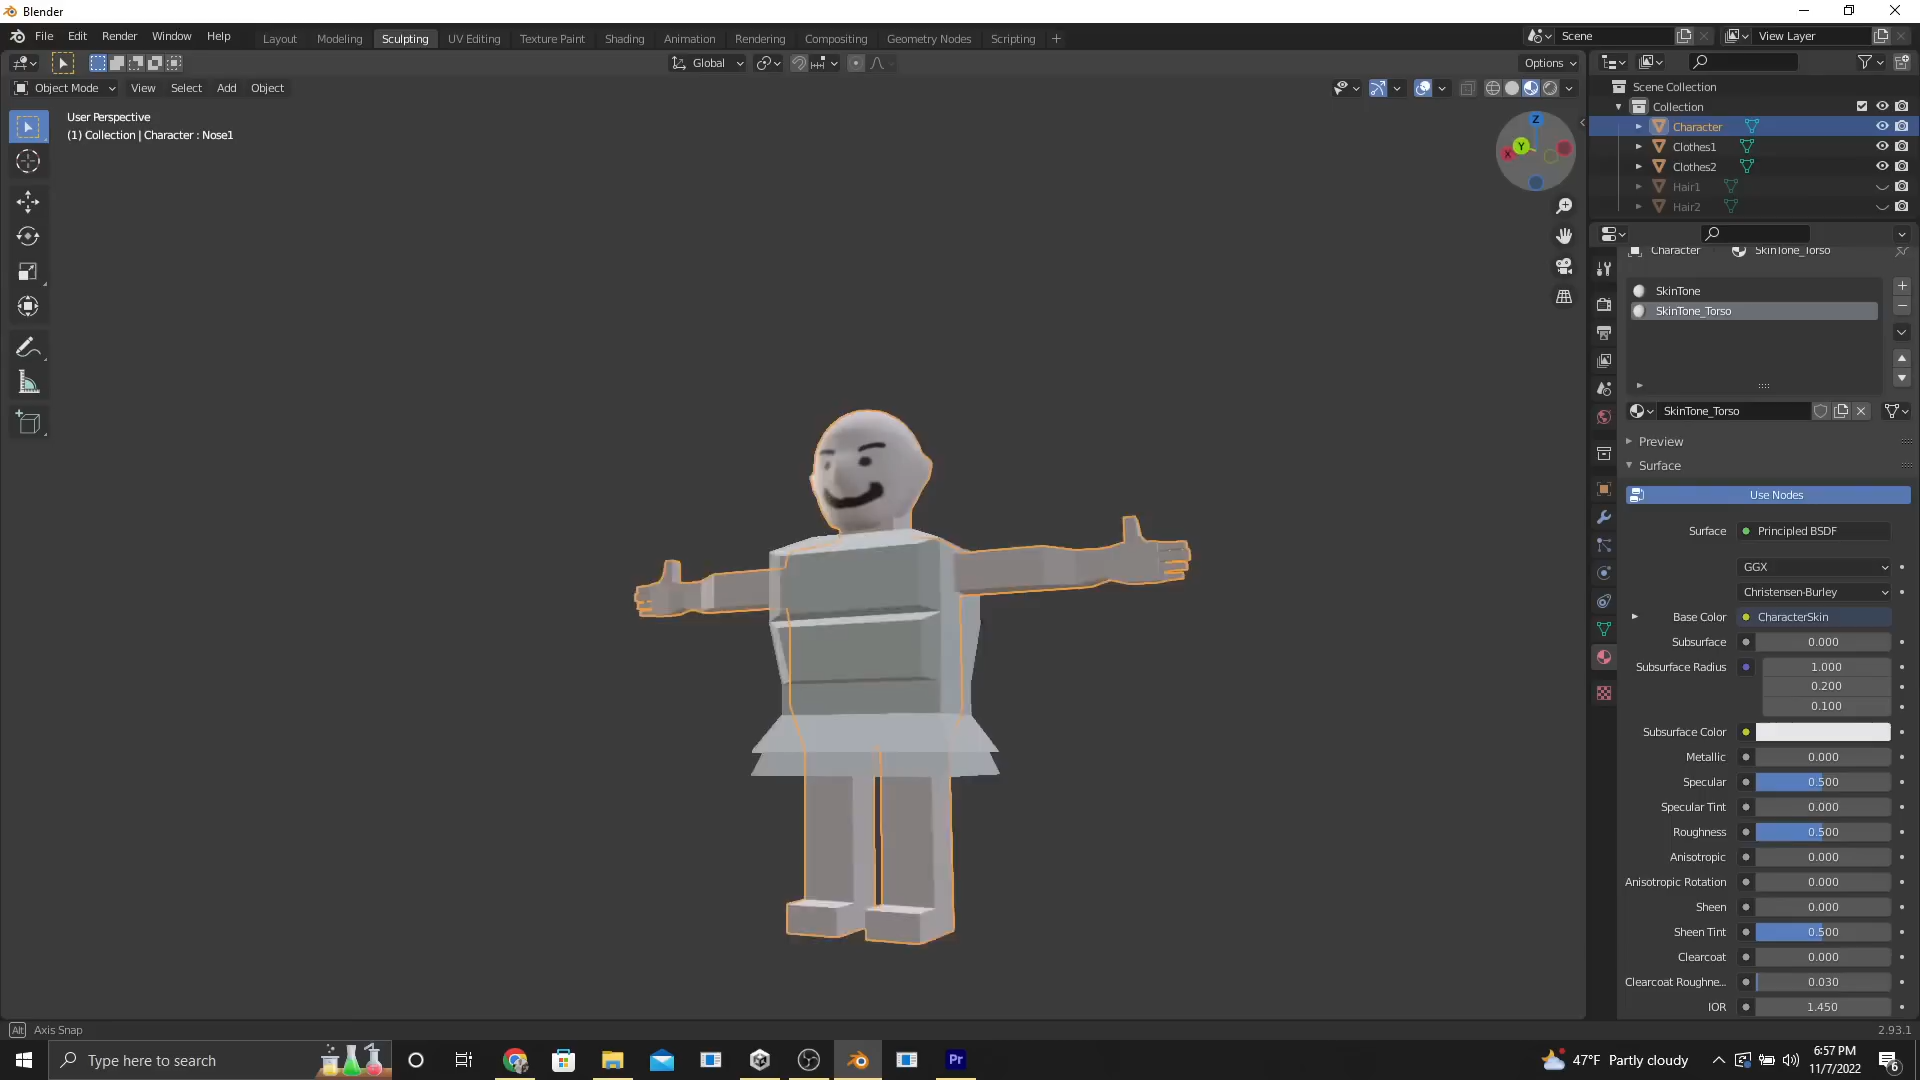 Blender
File Edit Render Window Help
Layout Modeling Sculpting UV Editing Texture Paint Shading Animation Rendering Compositing Geometry Nodes Scripting +
Scene
View Layer
Global
Options
Object Mode View Select Add Object
User Perspective
(1) Collection | Character : Nose1
Z
Y
X
Scene Collection
Collection
Character
Clothes1
Clothes2
Hair1
Hair2
Character SkinTone_Torso
SkinTone
SkinTone_Torso
SkinTone_Torso
Preview
Surface
Use Nodes
Surface Principled BSDF
GGX
Christensen-Burley
Base Color CharacterSkin
Subsurface 0.000
Subsurface Radius 1.000
0.200
0.100
Subsurface Color
Metallic 0.000
Specular 0.500
Specular Tint 0.000
Roughness 0.500
Anisotropic 0.000
Anisotropic Rotation 0.000
Sheen 0.000
Sheen Tint 0.500
Clearcoat 0.000
Clearcoat Roughne... 0.030
IOR 1.450
Alt Axis Snap
2.93.1
Type here to search
Pr
47°F Partly cloudy
6:57 PM
11/7/2022
6